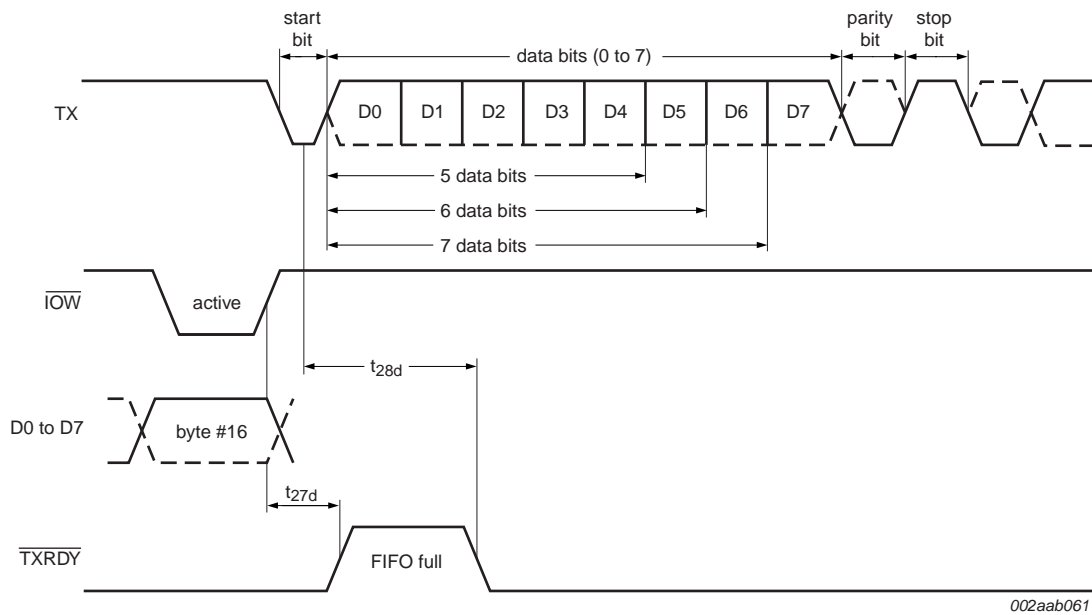 start bit
data bits (0 to 7)
parity bit
stop bit
TX
D0 D1 D2 D3 D4 D5 D6 D7
5 data bits
6 data bits
7 data bits
IOW
active
t28d
D0 to D7
byte #16
t27d
TXRDY
FIFO full
002aab061